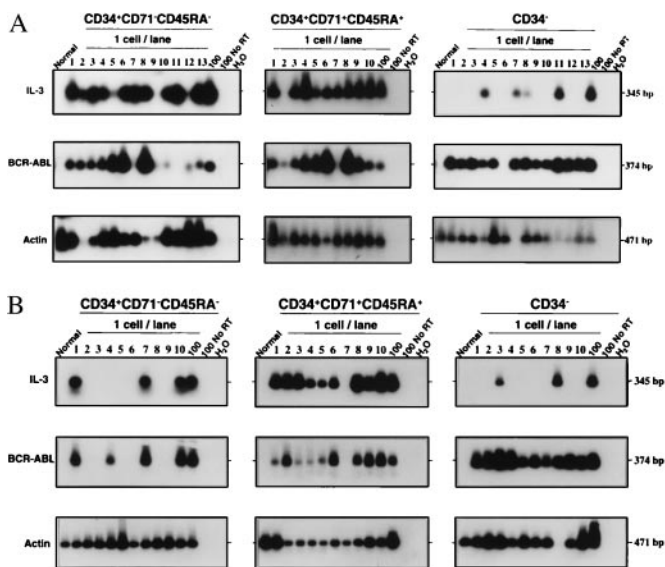 A
CD34+CD71-CD45RA-
CD34+CD71+CD45RA+
CD34-
1 cell / lane
1 cell / lane
1 cell / lane
Normal 1 2 3 4 5 6 7 8 9 10 11 12 13 100 100 No RT H2O
Normal 1 2 3 4 5 6 7 8 9 10 100 100 No RT H2O
Normal 1 2 3 4 5 6 7 8 9 10 11 12 13 100 100 No RT H2O
IL-3
345 bp
BCR-ABL
374 bp
Actin
471 bp
B
CD34+CD71-CD45RA-
CD34+CD71+CD45RA+
CD34-
1 cell / lane
1 cell / lane
1 cell / lane
Normal 1 2 3 4 5 6 7 8 9 10 100 100 No RT H2O
Normal 1 2 3 4 5 6 7 8 9 10 100 100 No RT H2O
Normal 1 2 3 4 5 6 7 8 9 10 100 100 No RT H2O
IL-3
345 bp
BCR-ABL
374 bp
Actin
471 bp